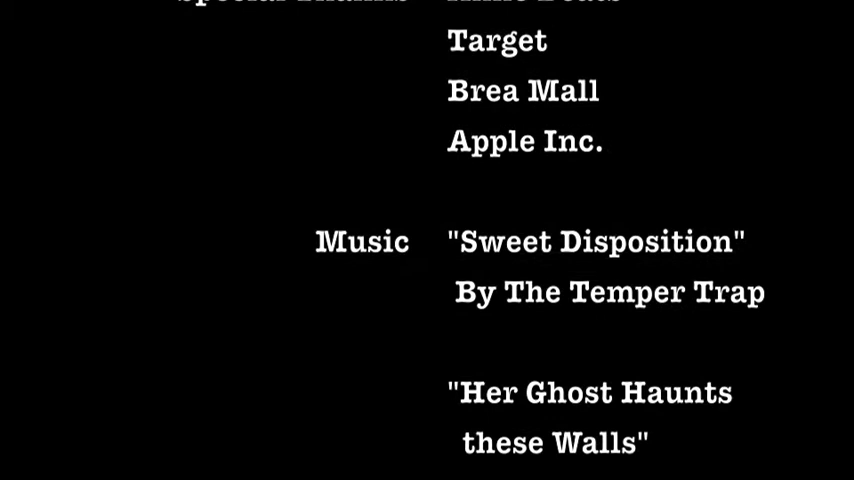 Target
Brea Mall
Apple Inc.
Music "Sweet Disposition"
By The Temper Trap
"Her Ghost Haunts
these Walls"